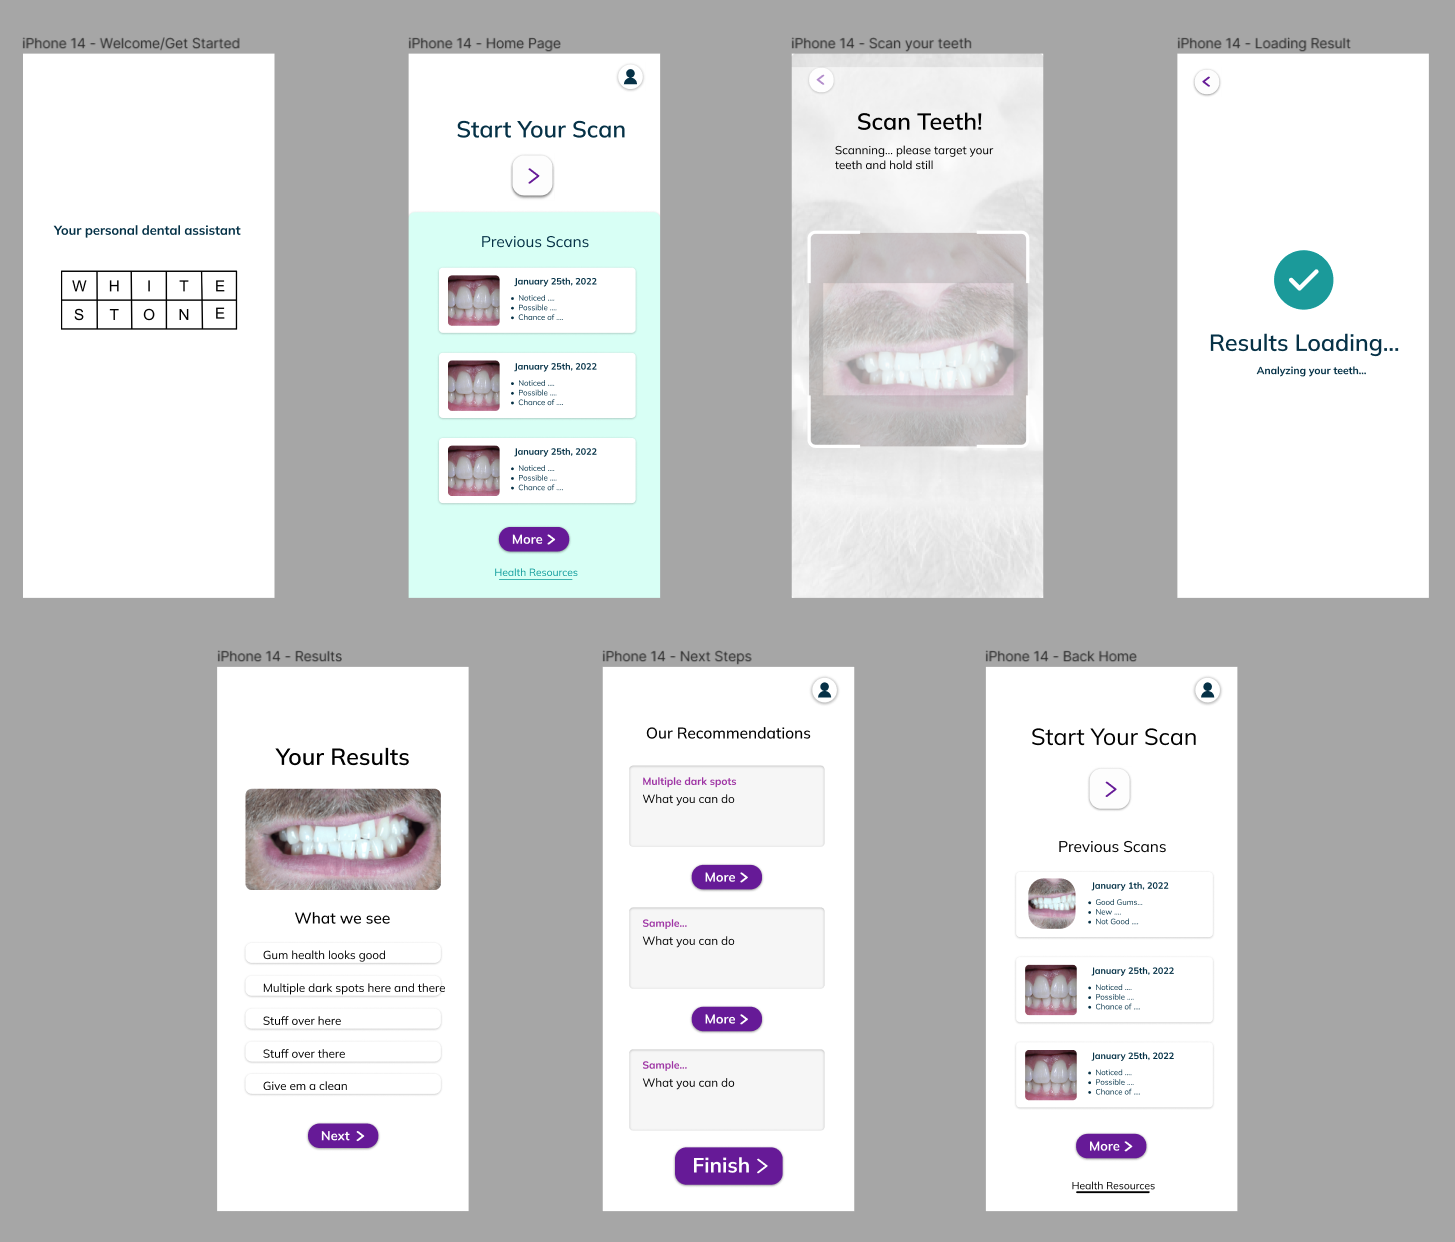 iPhone 14 - Welcome/Get Started
Your personal dental assistant
W H I T E
S T O N E
iPhone 14 - Home Page
Start Your Scan
Previous Scans
January 25th, 2022
Noticed ....
Possible ....
Chance of ....
January 25th, 2022
Noticed ....
Possible ....
Chance of ....
January 25th, 2022
Noticed ....
Possible ....
Chance of ....
More
Health Resources
iPhone 14 - Scan your teeth
Scan Teeth!
Scanning... please target your
teeth and hold still
iPhone 14 - Loading Result
Results Loading...
Analyzing your teeth...
iPhone 14 - Results
Your Results
What we see
Gum health looks good
Multiple dark spots here and there
Stuff over here
Stuff over there
Give em a clean
Next
iPhone 14 - Next Steps
Our Recommendations
Multiple dark spots
What you can do
More
Sample...
What you can do
More
Sample...
What you can do
Finish
iPhone 14 - Back Home
Start Your Scan
Previous Scans
January 1th, 2022
Good Gums...
New ....
Not Good ....
January 25th, 2022
Noticed ....
Possible ....
Chance of ....
January 25th, 2022
Noticed ....
Possible ....
Chance of ....
More
Health Resources